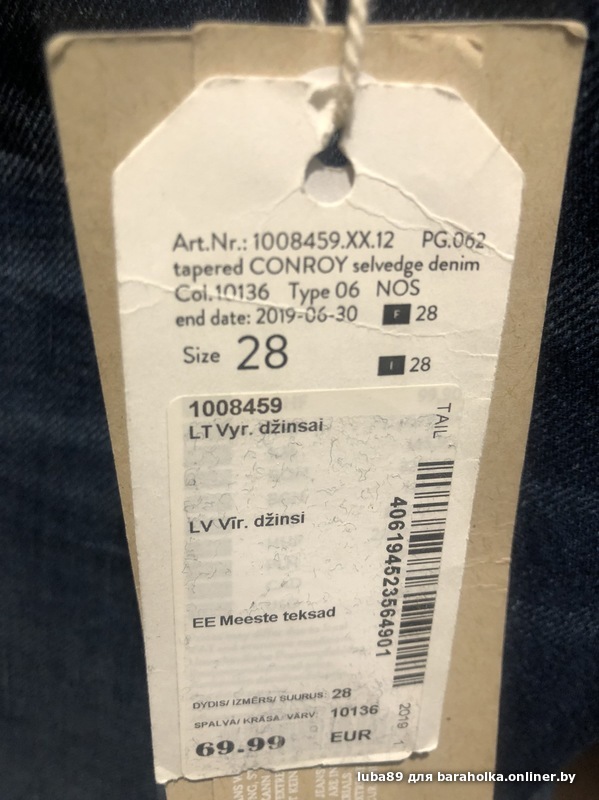 Art.Nr.: 1008459.XX.12 PG.062
tapered CONROY selvedge denim
Col.10136 Type 06 NOS
end date: 2019-06-30 F 28
Size 28 I 28
1008459
LT Vyr. džinsai
TAIL
LV Vīr. džinsi
406194523564901
EE Meeste teksad
DYDIS/ IZMĒRS/ SUURUS: 28
SPALVA/ KRĀSA/ VÄRV: 10136
2019 1
69.99 EUR
luba89 для baraholka.onliner.by